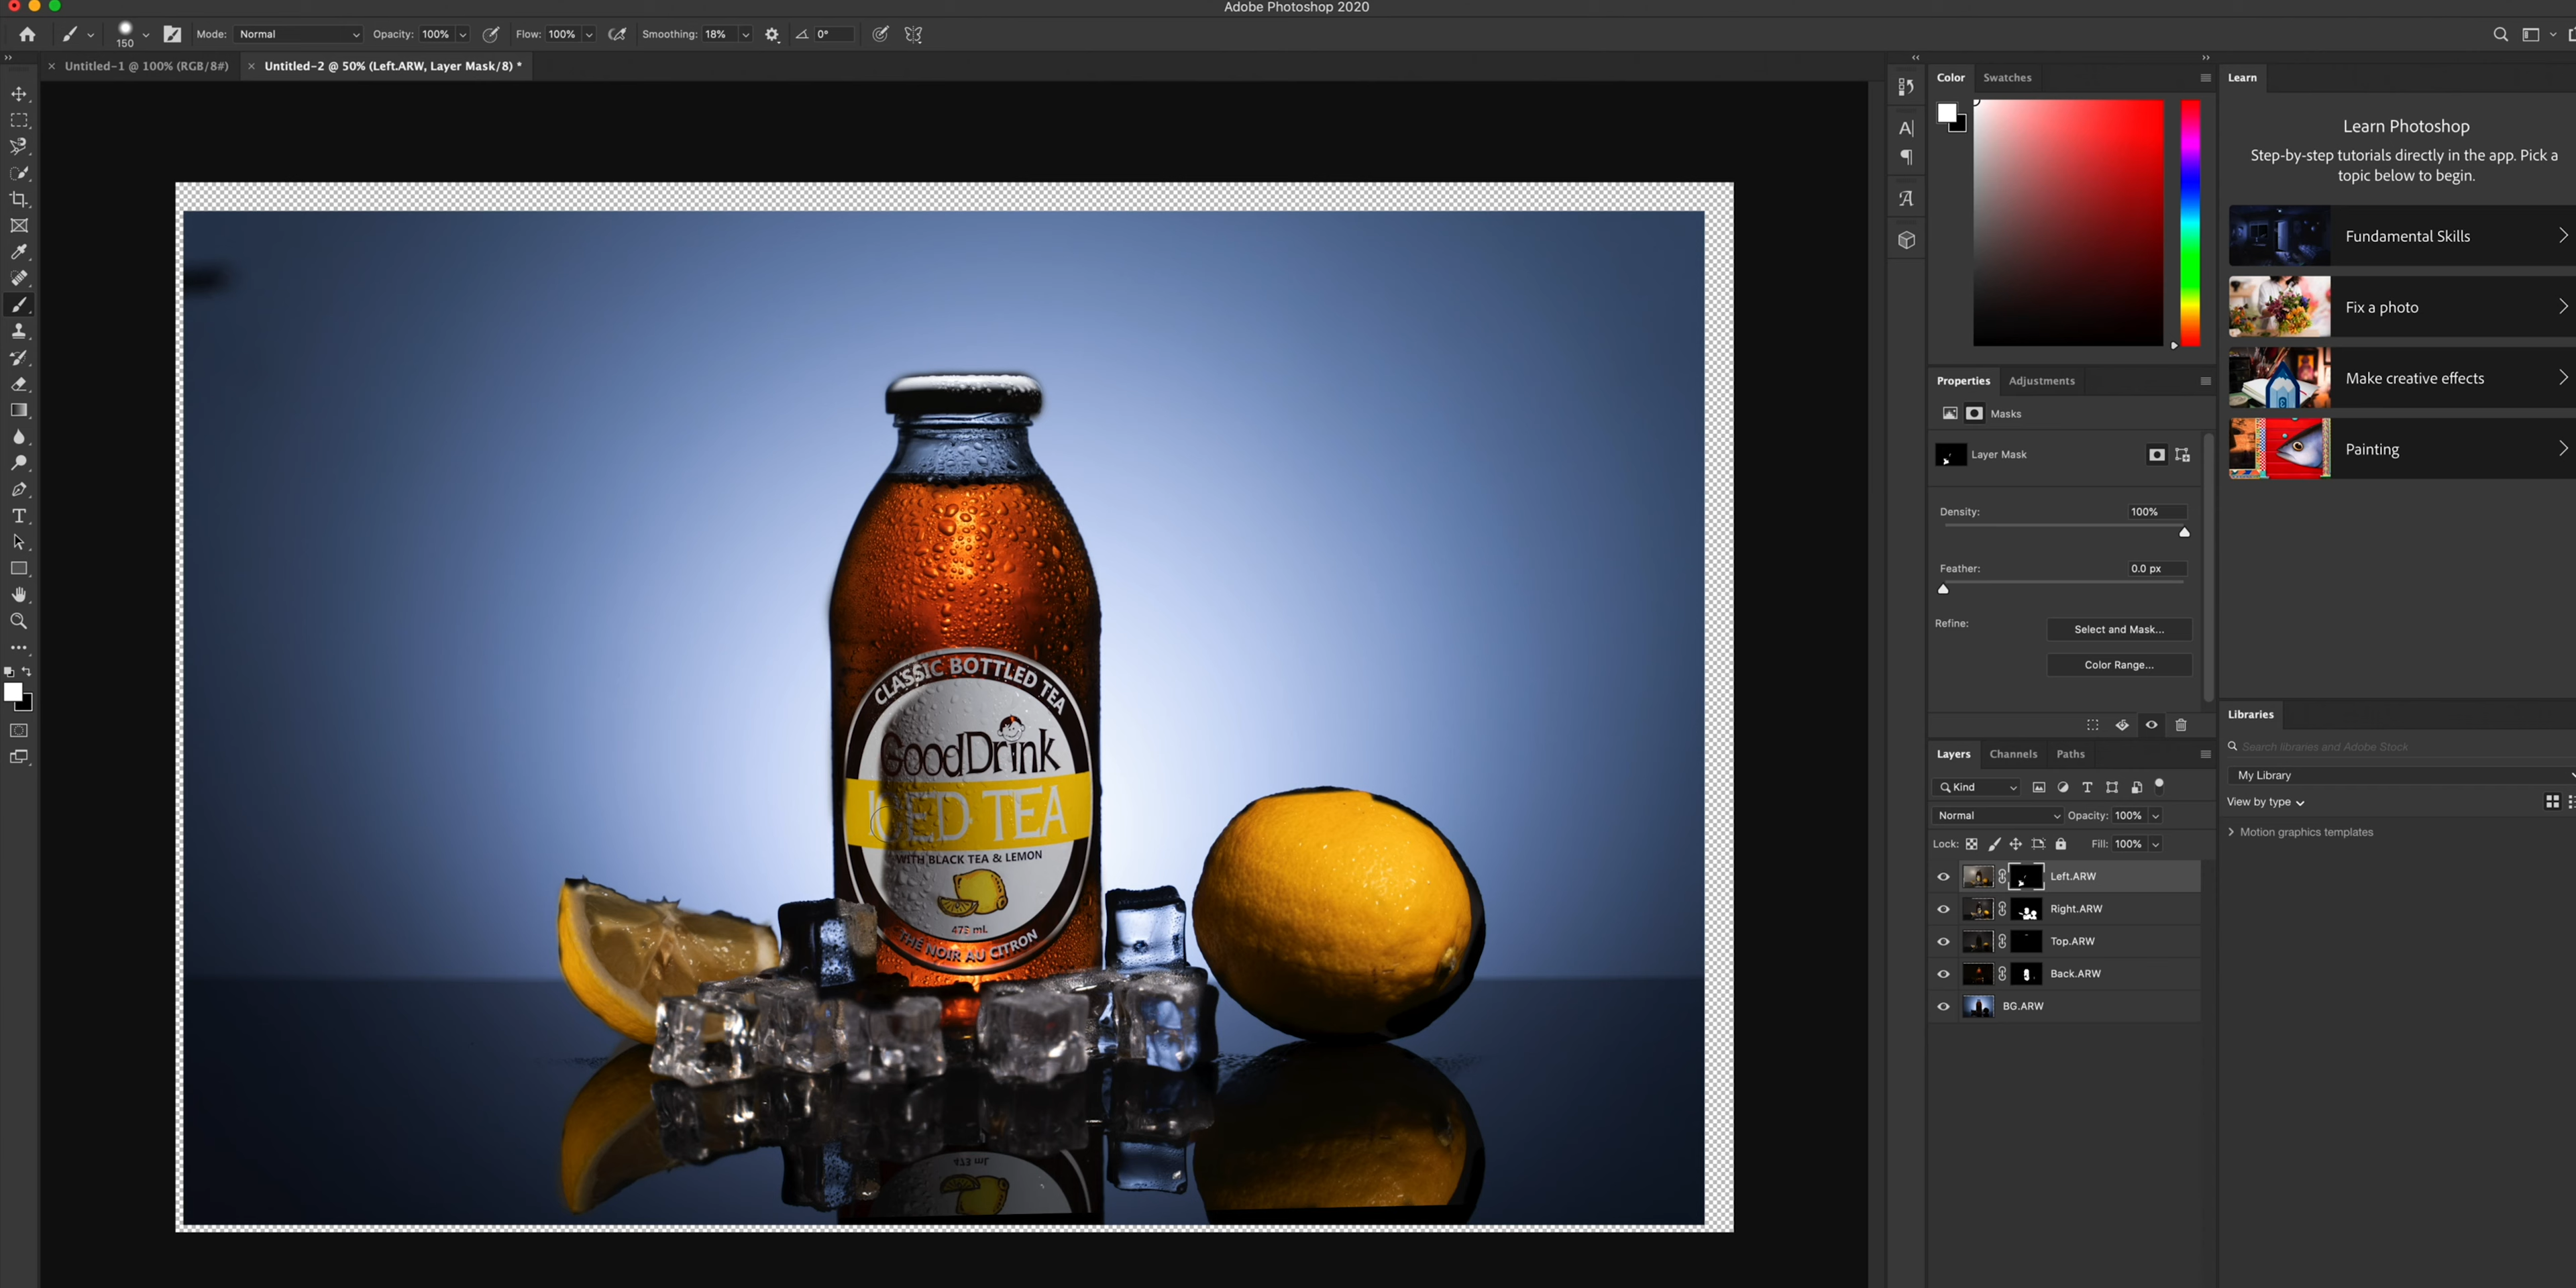 Adobe Photoshop 2020
150
Mode: Normal
Opacity: 100%
Flow: 100%
Smoothing: 18%
0°
Untitled-1 @ 100% (RGB/8#)
Untitled-2 @ 50% (Left.ARW, Layer Mask/8) *
CLASSIC BOTTLED TEA
GoodDrink
ICED TEA
WITH BLACK TEA & LEMON
473 mL
THÉ NOIR AU CITRON
473 mL
Color
Swatches
Properties
Adjustments
Masks
Layer Mask
Density: 100%
Feather: 0.0 px
Refine:
Select and Mask...
Color Range...
Layers
Channels
Paths
Kind
Normal
Opacity: 100%
Lock:
Fill: 100%
Left.ARW
Right.ARW
Top.ARW
Back.ARW
BG.ARW
Learn
Learn Photoshop
Step-by-step tutorials directly in the app. Pick a
topic below to begin.
Fundamental Skills
Fix a photo
Make creative effects
Painting
Libraries
Search libraries and Adobe Stock
My Library
View by type
Motion graphics templates